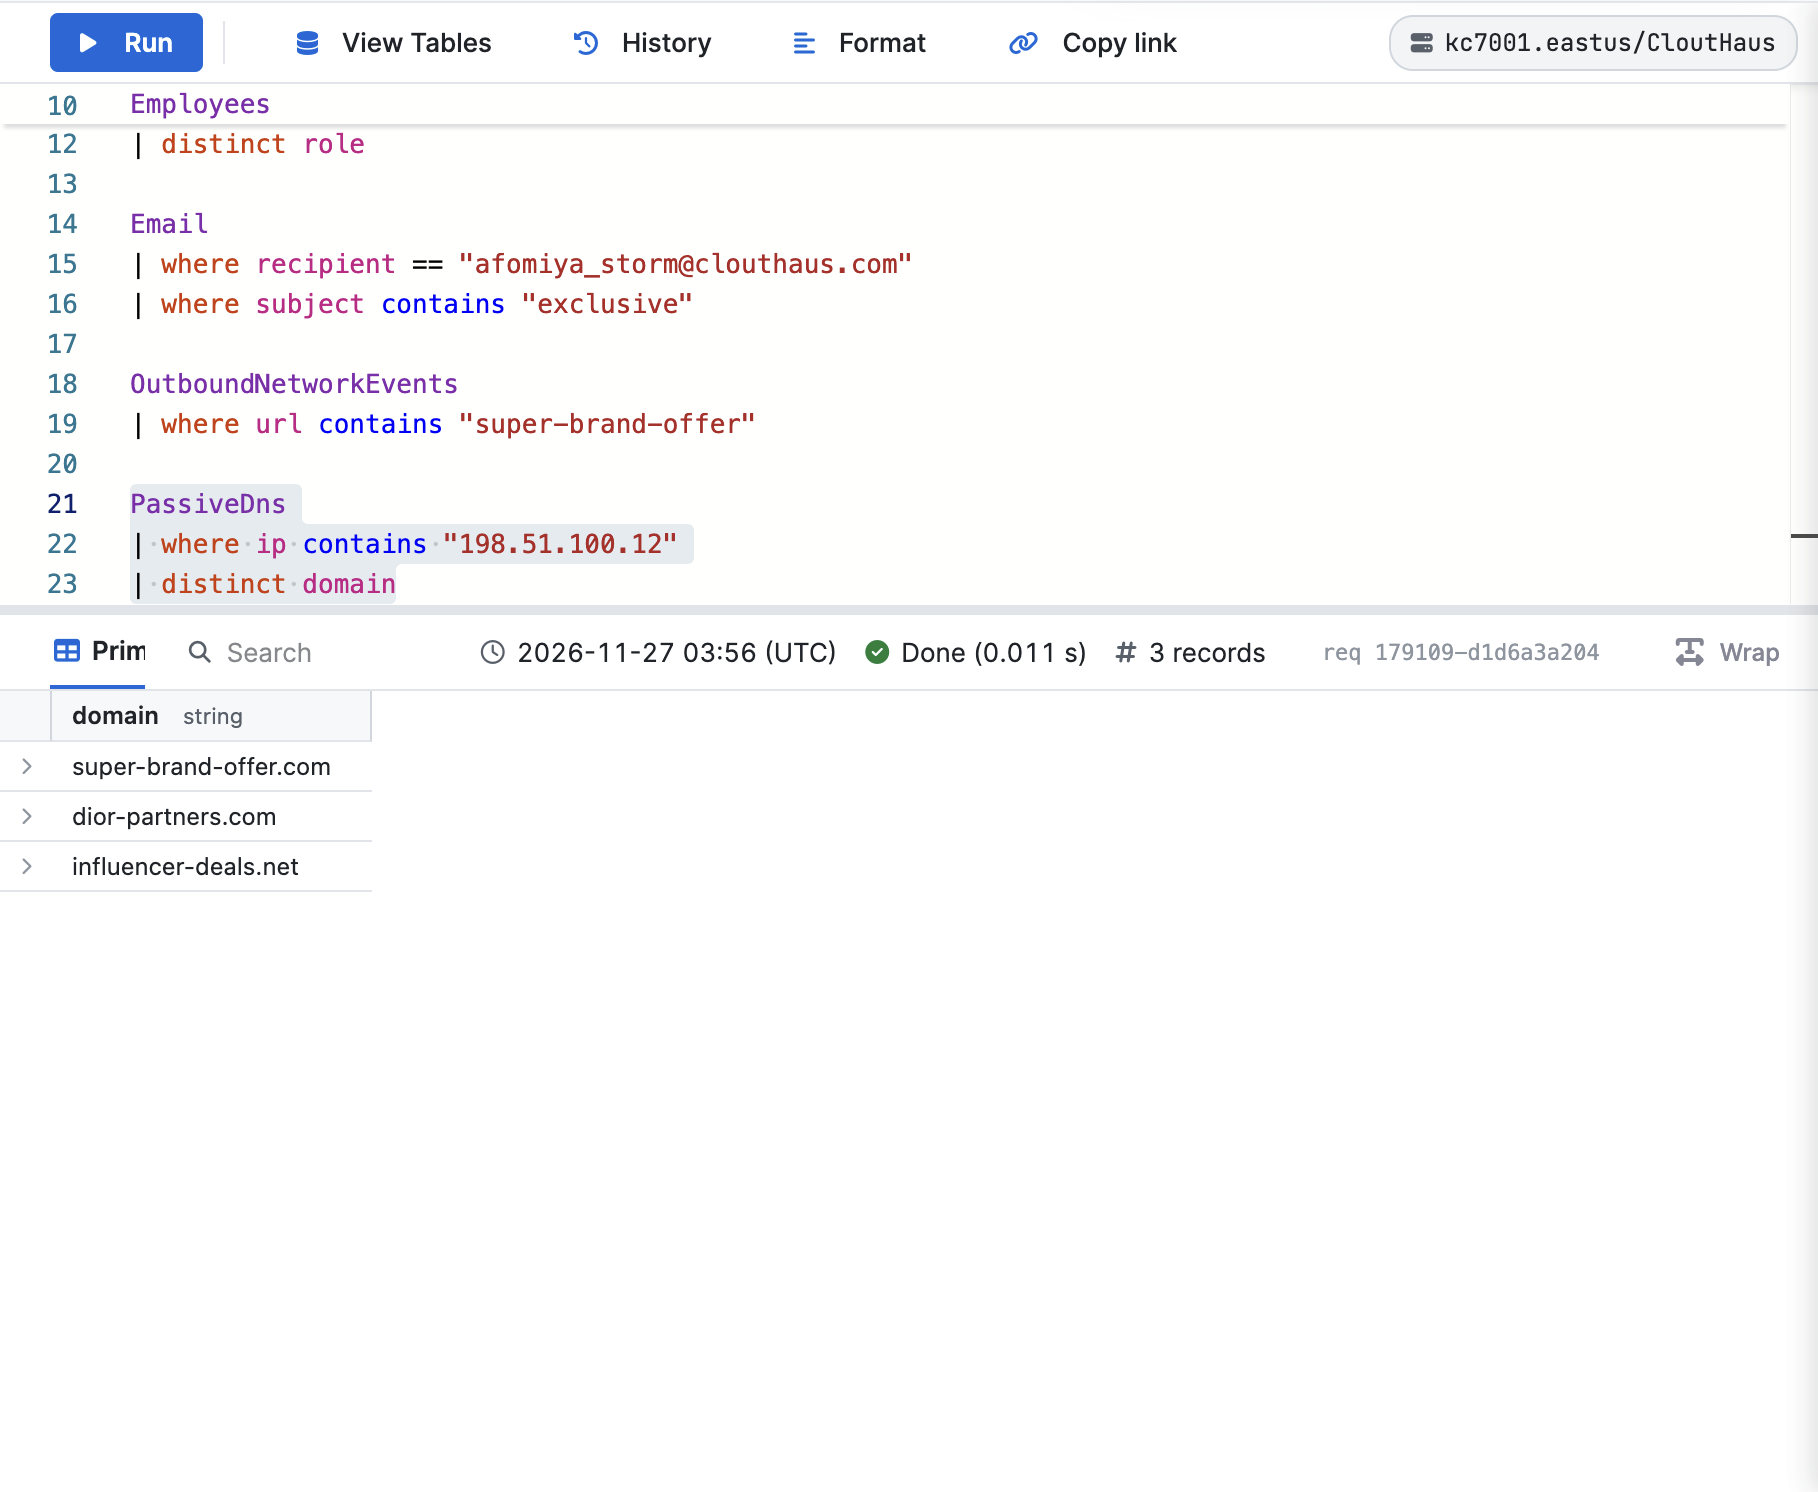 Run View Tables History Format Copy link kc7001.eastus/CloutHaus
10 Employees
12 | distinct role
13
14 Email
15 | where recipient == "afomiya_storm@clouthaus.com"
16 | where subject contains "exclusive"
17
18 OutboundNetworkEvents
19 | where url contains "super-brand-offer"
20
21 PassiveDns
22 | where ip contains "198.51.100.12"
23 | distinct domain
Prim Search 2026-11-27 03:56 (UTC) Done (0.011 s) # 3 records req 179109-d1d6a3a204 Wrap
domain string
super-brand-offer.com
dior-partners.com
influencer-deals.net